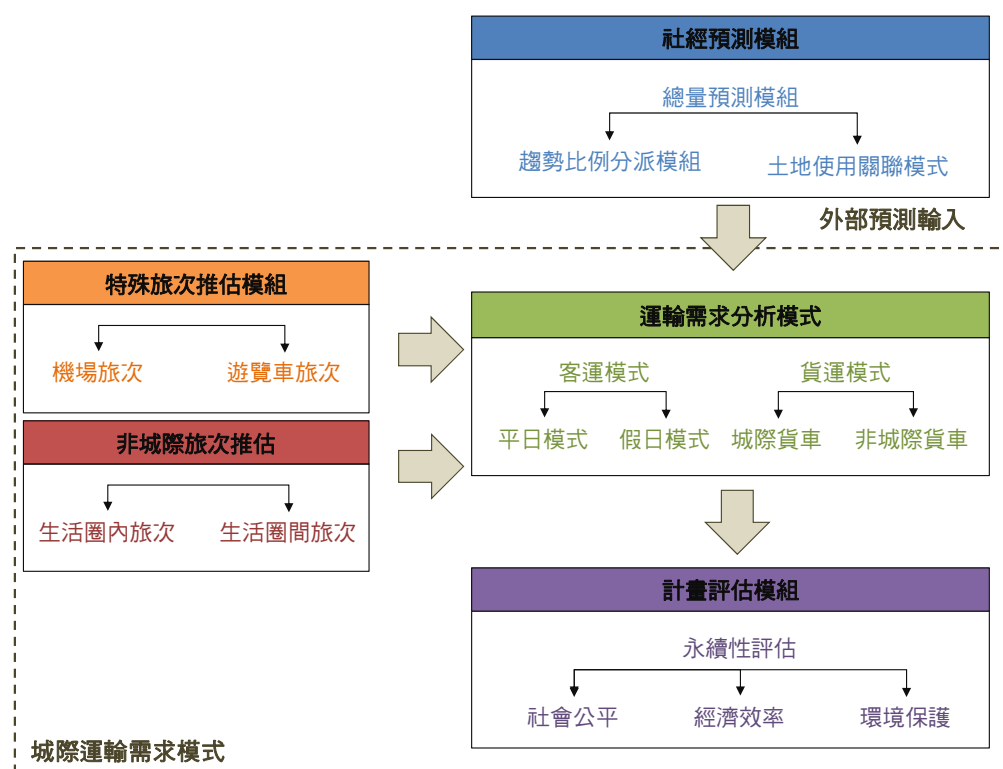 社經預測模組
總量預測模組
趨勢比例分派模組
土地使用關聯模式
外部預測輸入
特殊旅次推估模組
機場旅次
遊覽車旅次
非城際旅次推估
生活圈內旅次
生活圈間旅次
運輸需求分析模式
客運模式
貨運模式
平日模式
假日模式
城際貨車
非城際貨車
計畫評估模組
永續性評估
社會公平
經濟效率
環境保護
城際運輸需求模式